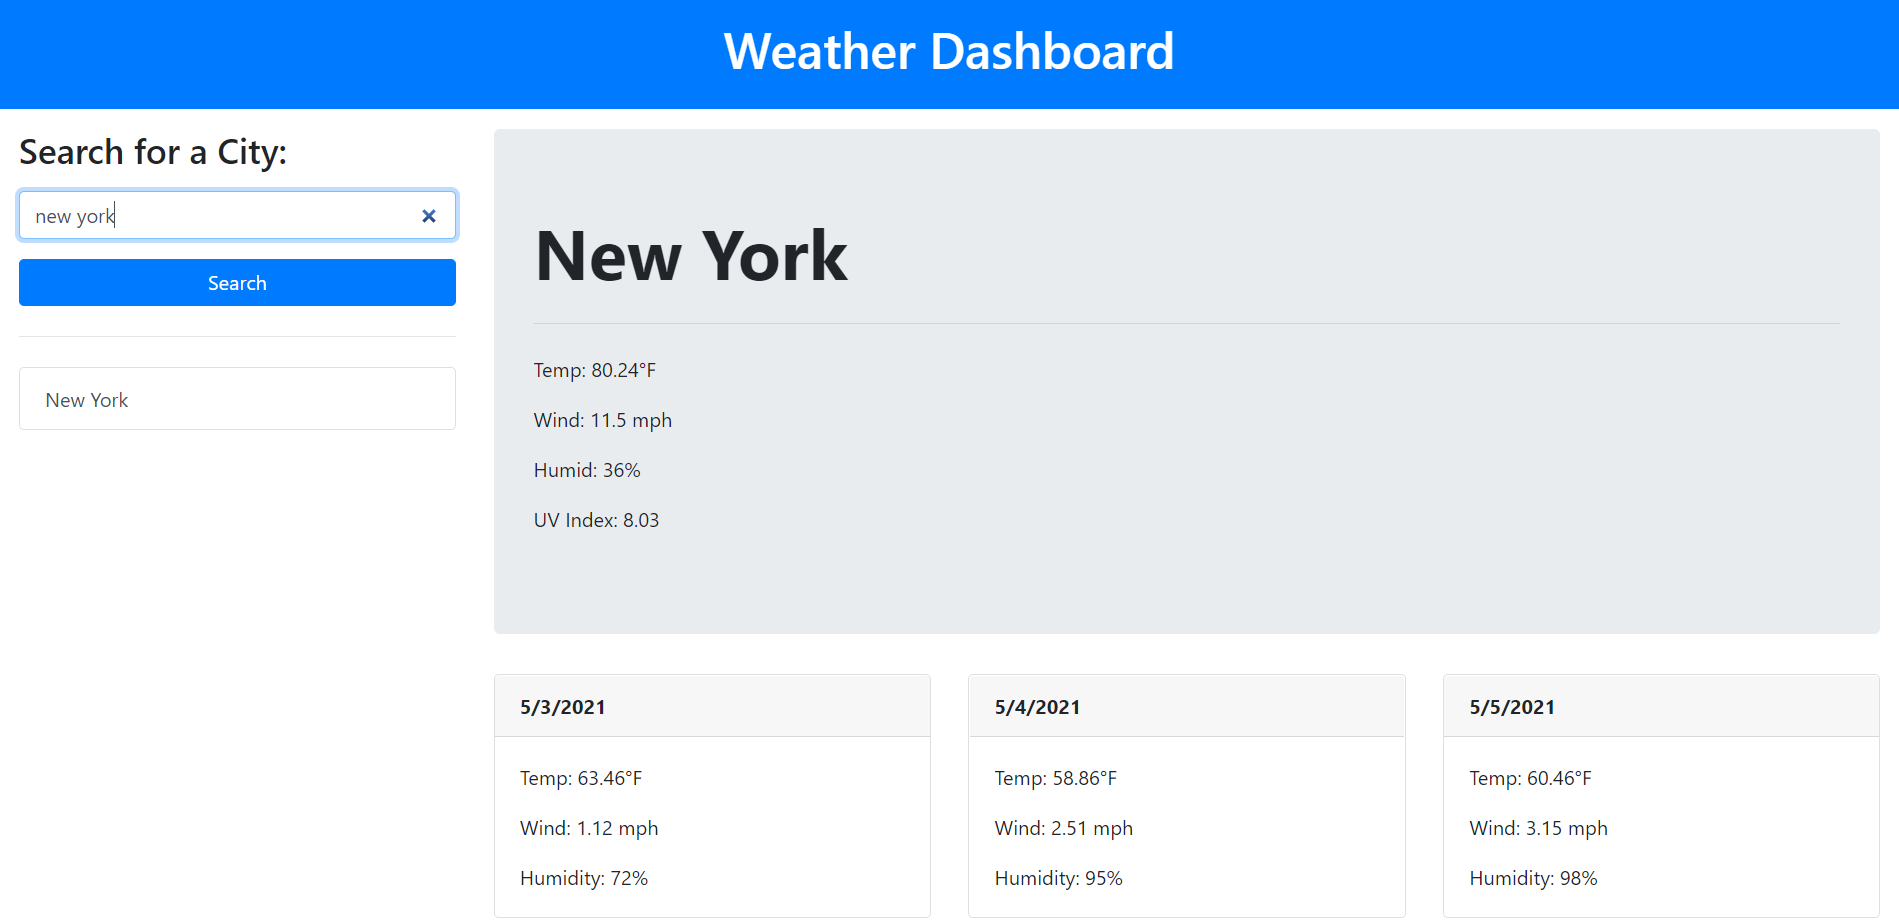 Weather Dashboard
Search for a City:
new york
Search
New York
New York
Temp: 80.24°F
Wind: 11.5 mph
Humid: 36%
UV Index: 8.03
5/3/2021
Temp: 63.46°F
Wind: 1.12 mph
Humidity: 72%
5/4/2021
Temp: 58.86°F
Wind: 2.51 mph
Humidity: 95%
5/5/2021
Temp: 60.46°F
Wind: 3.15 mph
Humidity: 98%